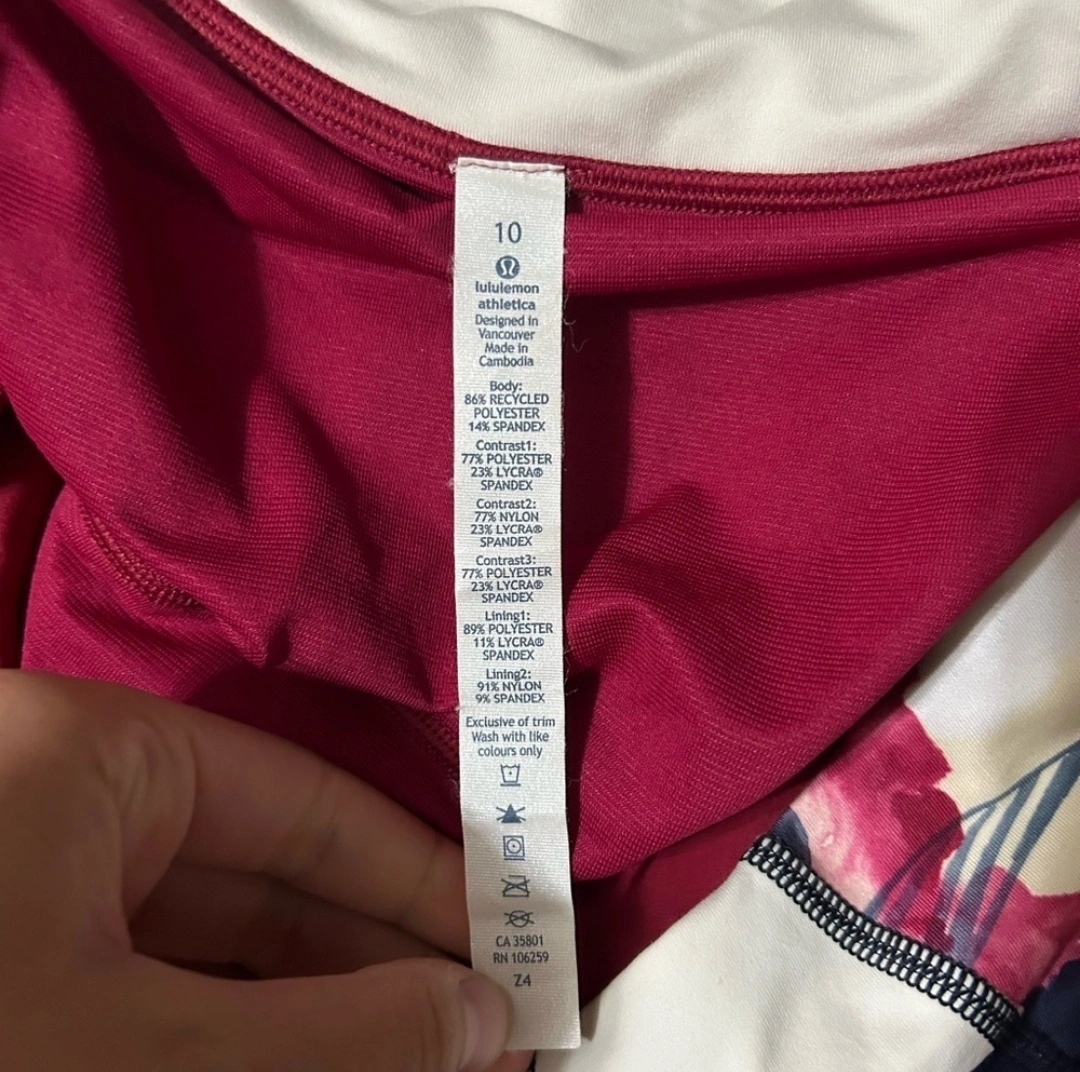 10
lululemon
athletica
Designed in
Vancouver
Made in
Cambodia
Body:
86% RECYCLED
POLYESTER
14% SPANDEX
Contrast1:
77% POLYESTER
23% LYCRA®
SPANDEX
Contrast2:
77% NYLON
23% LYCRA®
SPANDEX
Contrast3:
77% POLYESTER
23% LYCRA®
SPANDEX
Lining1:
89% POLYESTER
11% LYCRA®
SPANDEX
Lining2:
91% NYLON
9% SPANDEX
Exclusive of trim
Wash with like
colours only
CA 35801
RN 106259
Z4